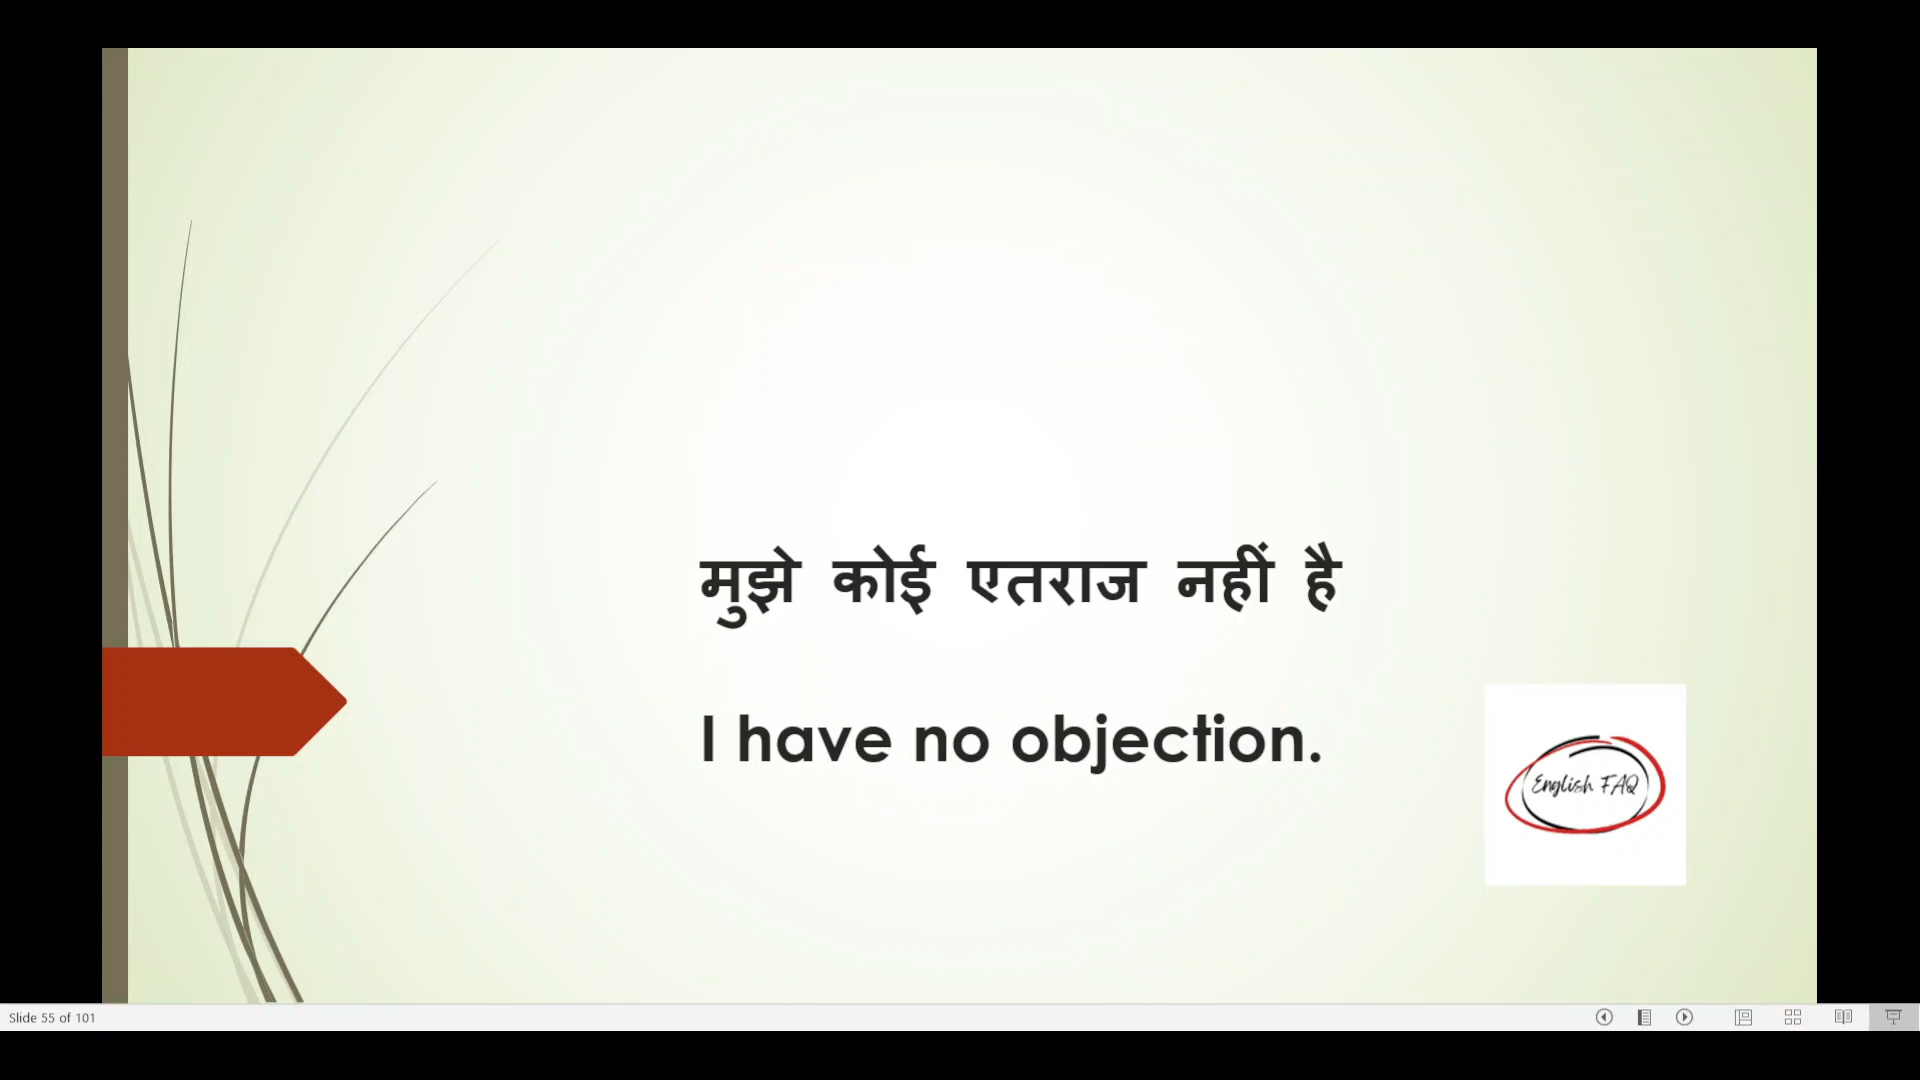 मुझे कोई एतराज नहीं है
I have no objection.
English FAQ
Slide 55 of 101